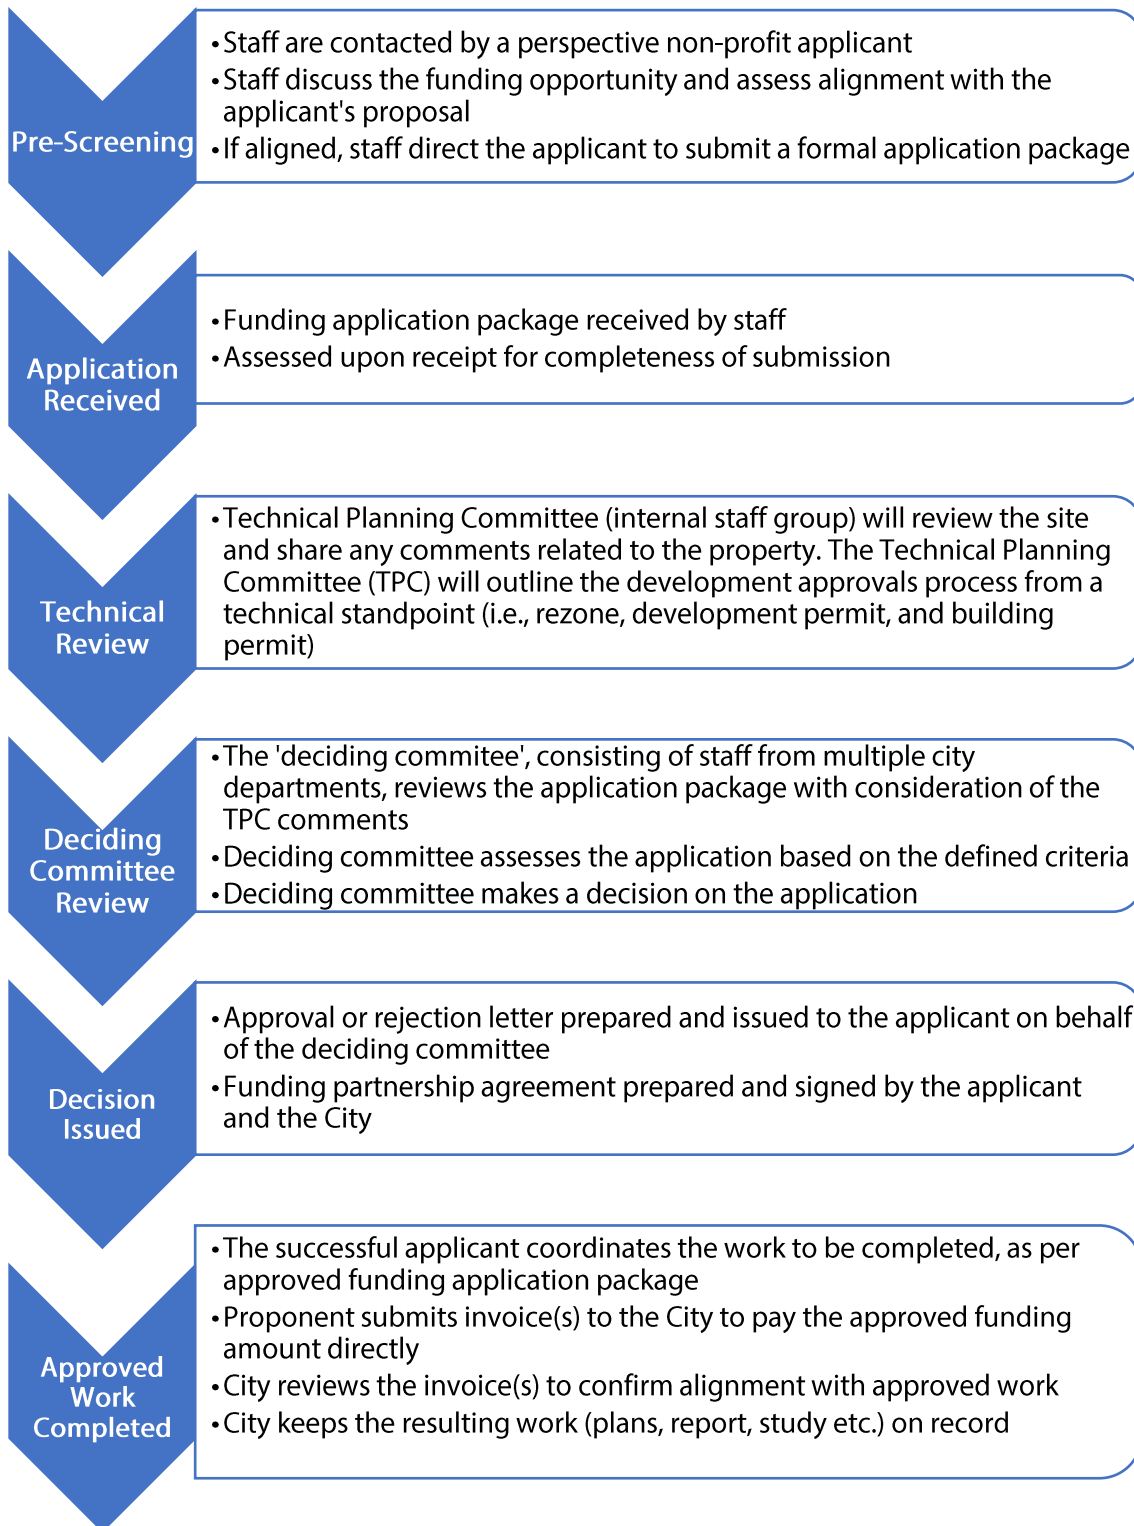 Pre-Screening
•Staff are contacted by a perspective non-profit applicant
•Staff discuss the funding opportunity and assess alignment with the
applicant's proposal
•If aligned, staff direct the applicant to submit a formal application package
Application
Received
•Funding application package received by staff
•Assessed upon receipt for completeness of submission
Technical
Review
•Technical Planning Committee (internal staff group) will review the site
and share any comments related to the property. The Technical Planning
Committee (TPC) will outline the development approvals process from a
technical standpoint (i.e., rezone, development permit, and building
permit)
Deciding
Committee
Review
•The 'deciding commitee', consisting of staff from multiple city
departments, reviews the application package with consideration of the
TPC comments
•Deciding committee assesses the application based on the defined criteria
•Deciding committee makes a decision on the application
Decision
Issued
•Approval or rejection letter prepared and issued to the applicant on behalf
of the deciding committee
•Funding partnership agreement prepared and signed by the applicant
and the City
Approved
Work
Completed
•The successful applicant coordinates the work to be completed, as per
approved funding application package
•Proponent submits invoice(s) to the City to pay the approved funding
amount directly
•City reviews the invoice(s) to confirm alignment with approved work
•City keeps the resulting work (plans, report, study etc.) on record